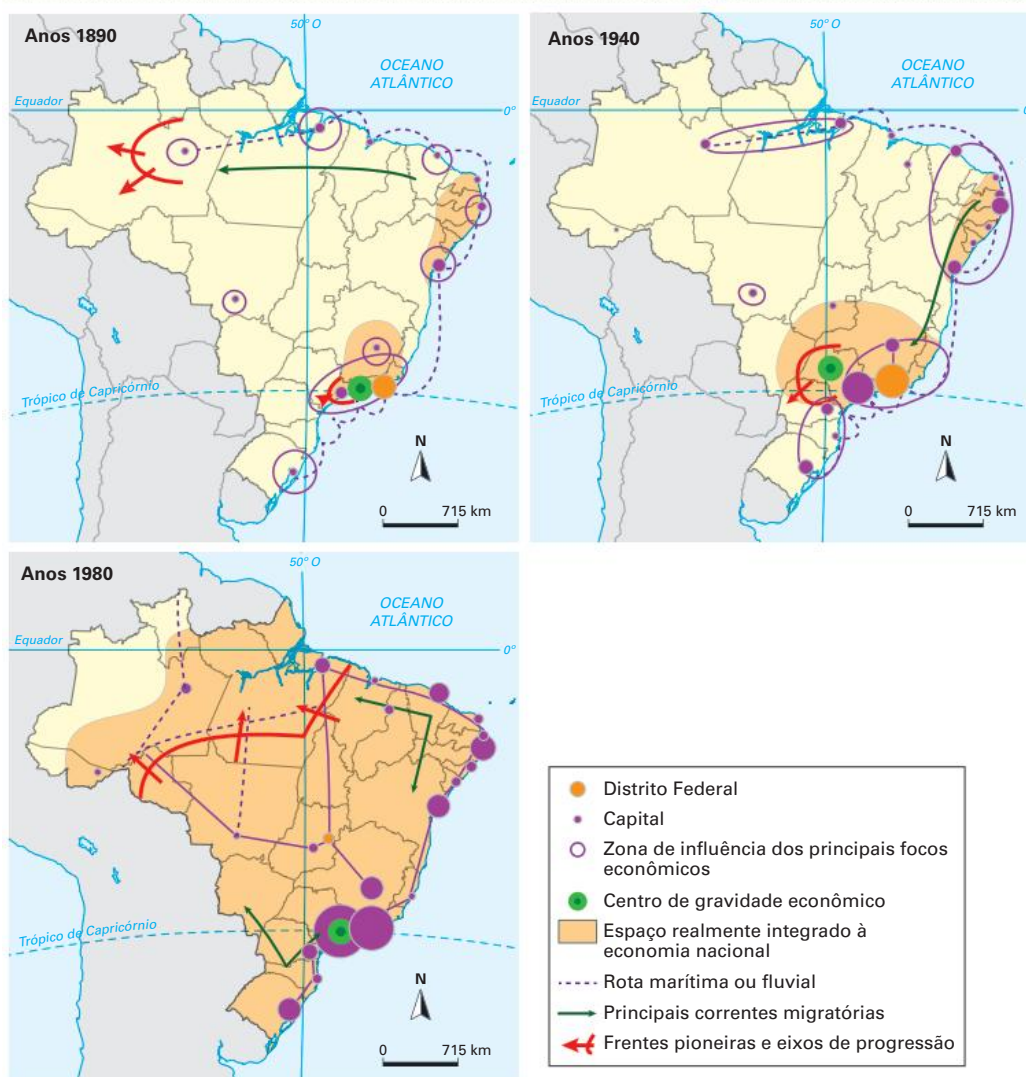 Anos 1890
50° O
OCEANO
ATLÂNTICO
Equador
0°
Trópico de Capricórnio
N
0 715 km
Anos 1940
50° O
OCEANO
ATLÂNTICO
Equador
Trópico de Capricórnio
N
0 715 km
Anos 1980
50° O
OCEANO
ATLÂNTICO
Equador
0°
Trópico de Capricórnio
N
0 715 km
Distrito Federal
Capital
Zona de influência dos principais focos
econômicos
Centro de gravidade econômico
Espaço realmente integrado à
economia nacional
Rota marítima ou fluvial
Principais correntes migratórias
Frentes pioneiras e eixos de progressão